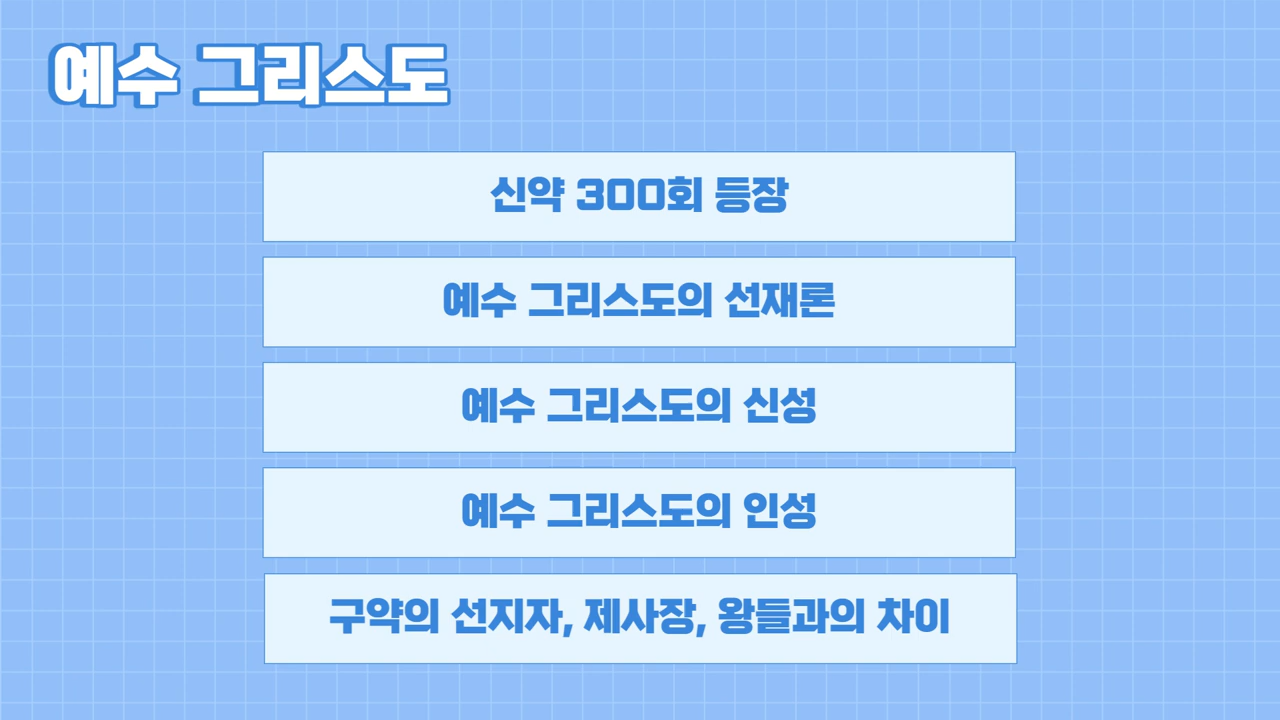 예수 그리스도
신약 300회 등장
예수 그리스도의 선재론
예수 그리스도의 신성
예수 그리스도의 인성
구약의 선지자, 제사장, 왕들과의 차이